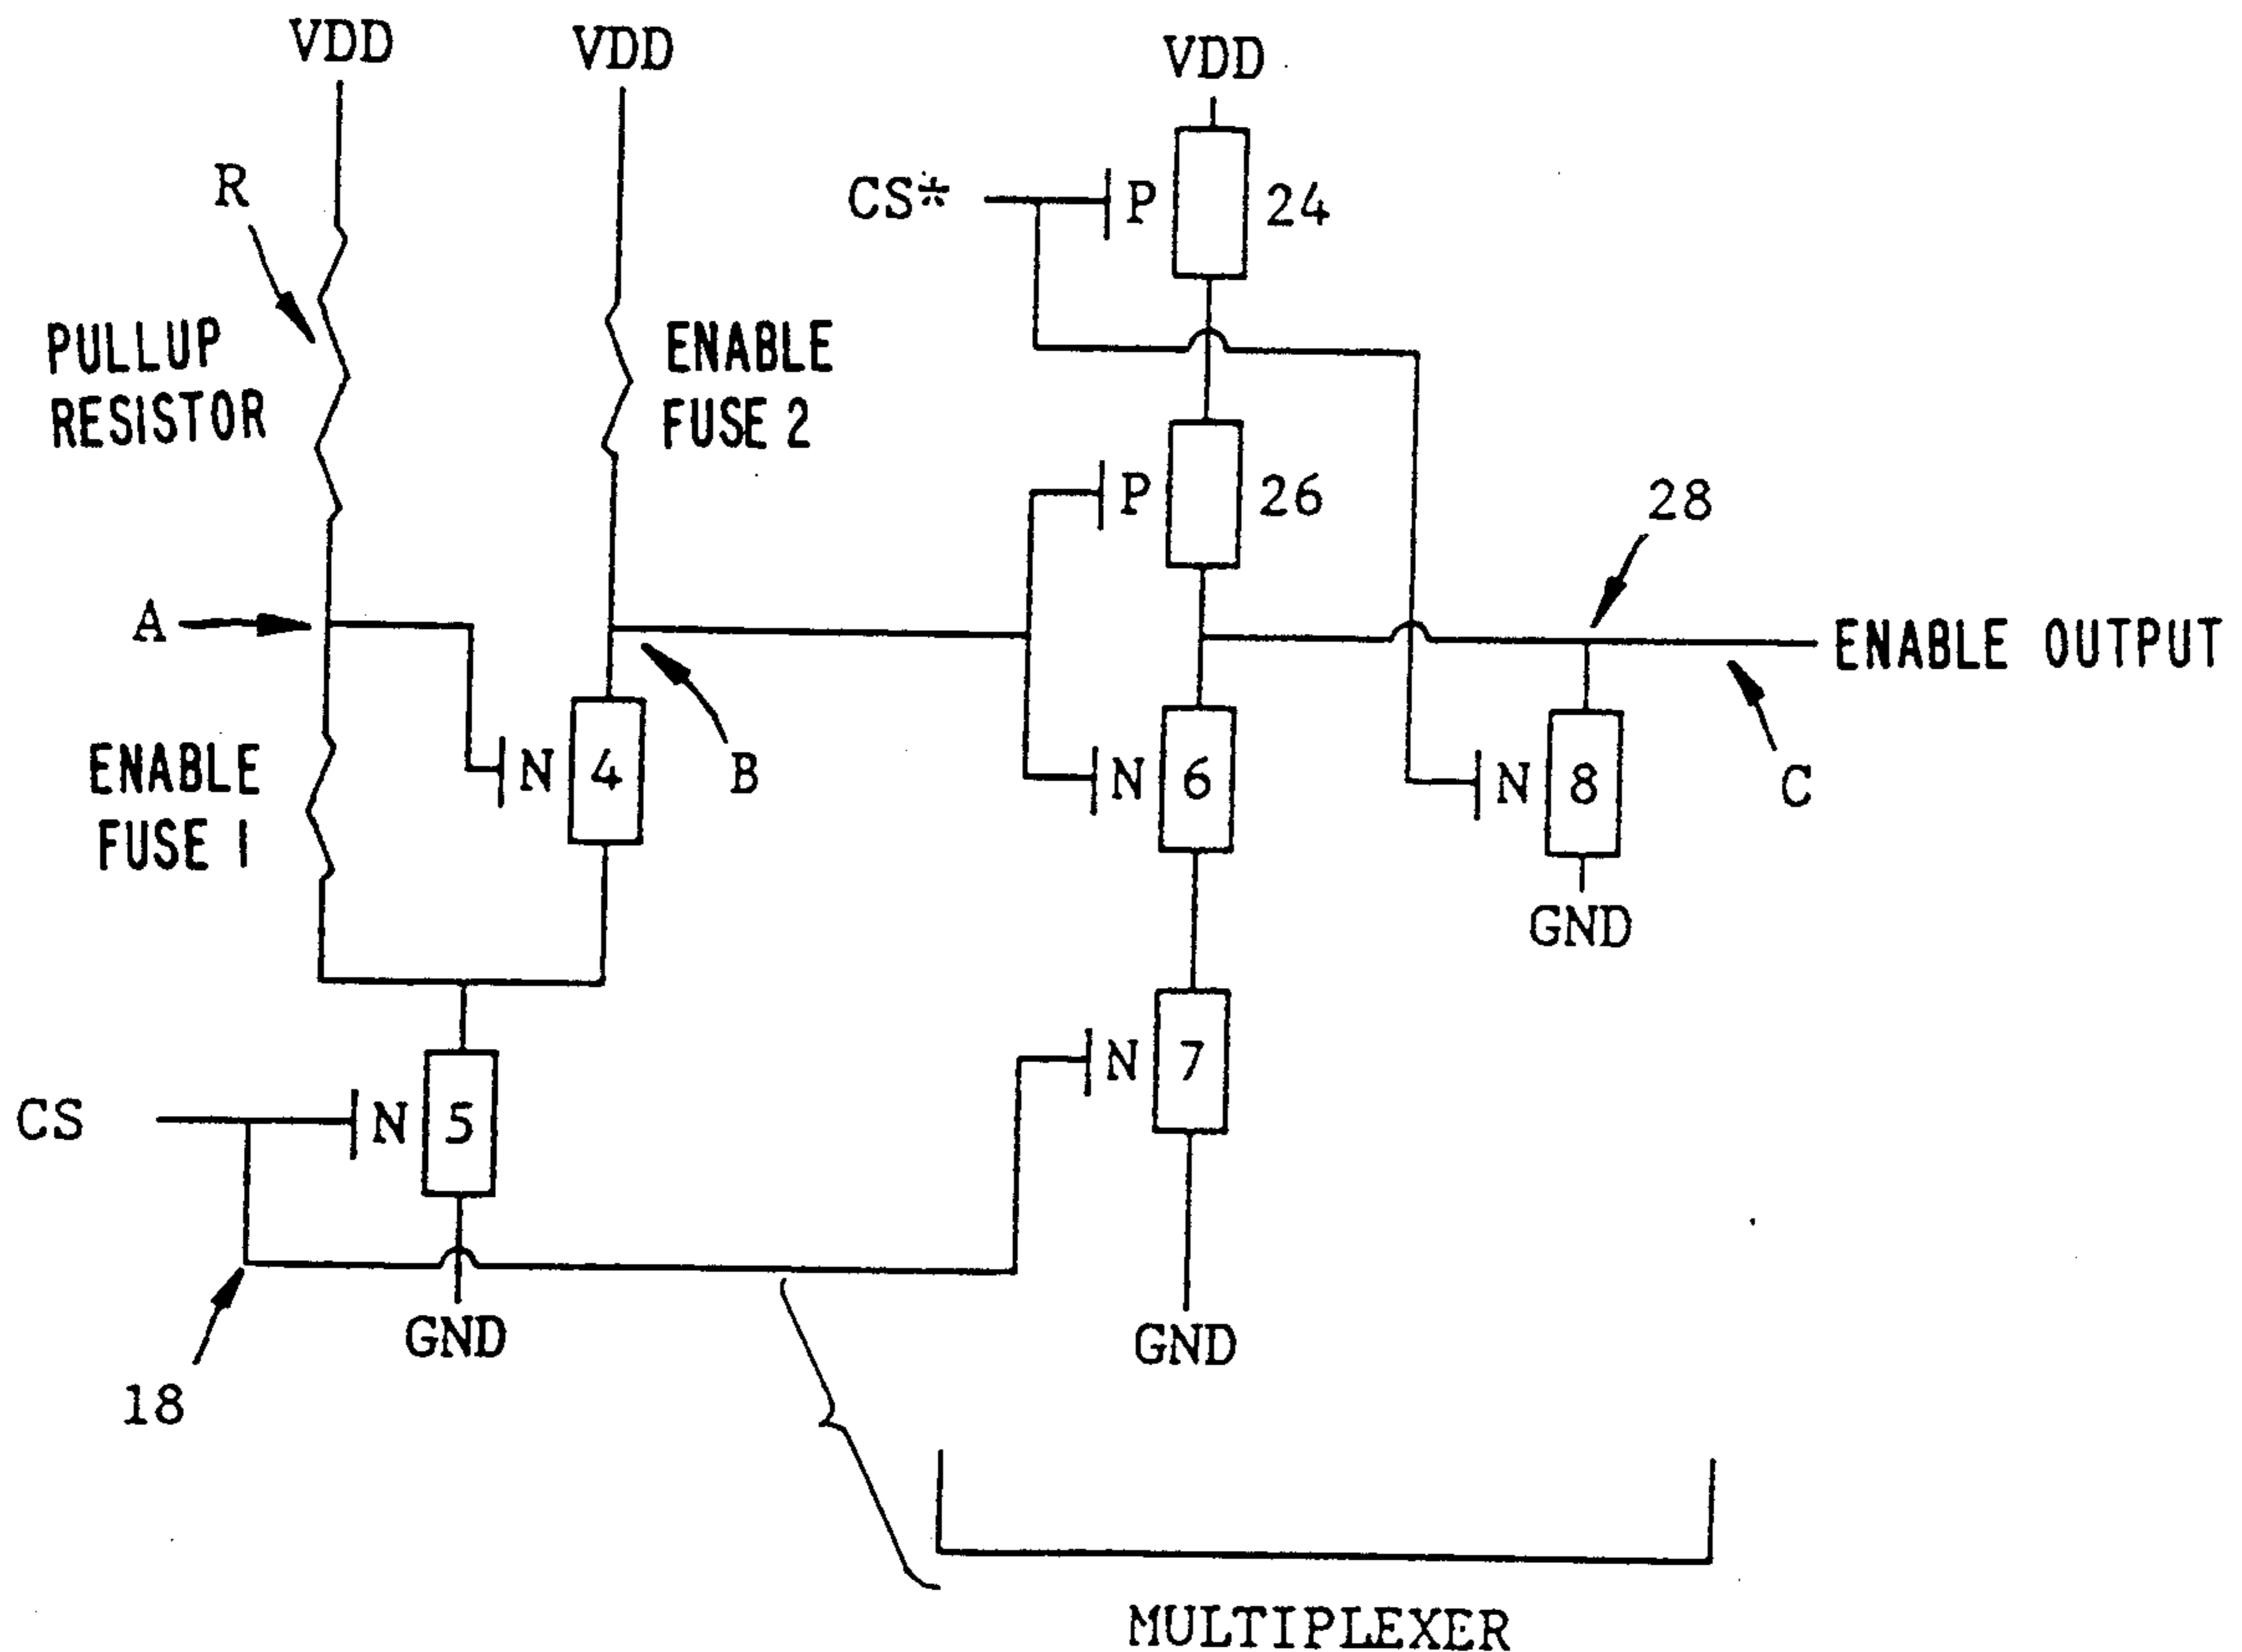 VDD
VDD
VDD
R
CS*
P
24
PULLUP
RESISTOR
ENABLE
FUSE 2
P
26
28
A
ENABLE OUTPUT
ENABLE
FUSE 1
N
4
B
N
6
N
8
C
GND
CS
N
5
N
7
GND
GND
18
MULTIPLEXER